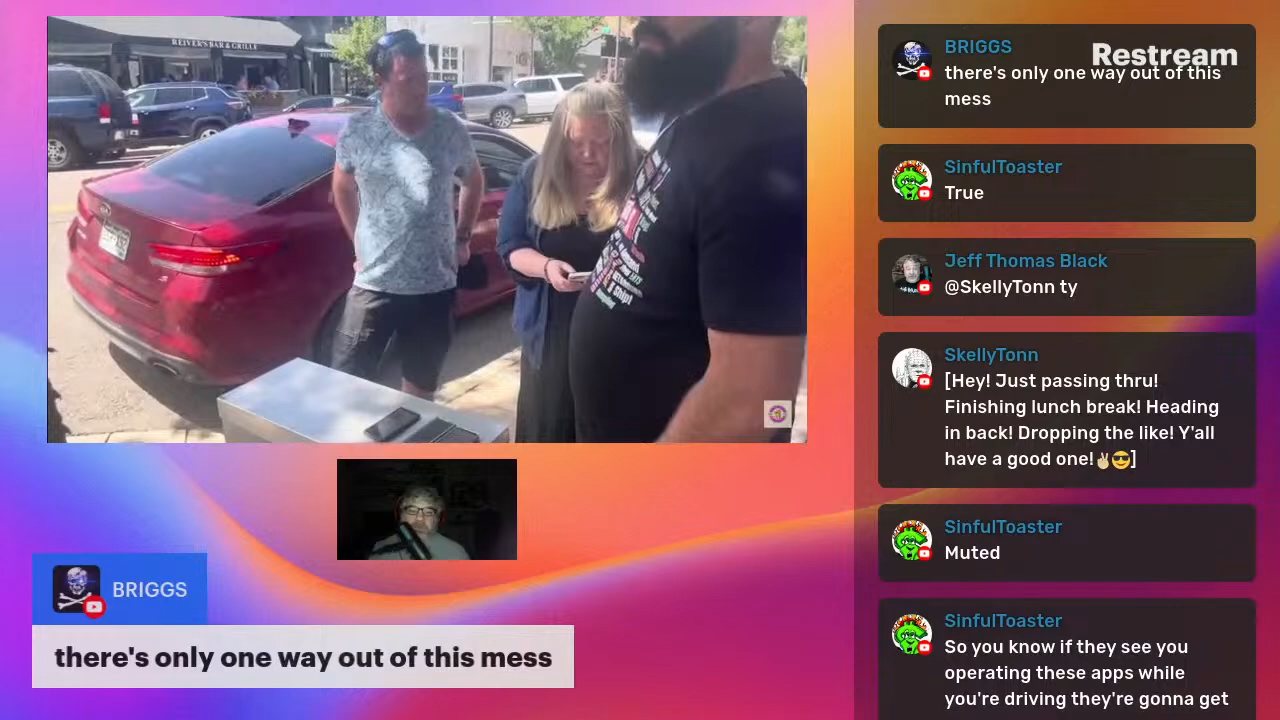 REIVER'S BAR & GRILLE
KIA
& Ship!
BRIGGS
there's only one way out of this mess
Restream
BRIGGS
there's only one way out of this
mess
SinfulToaster
True
Jeff Thomas Black
@SkellyTonn ty
SkellyTonn
[Hey! Just passing thru!
Finishing lunch break! Heading
in back! Dropping the like! Y'all
have a good one!✌🏼😎]
SinfulToaster
Muted
SinfulToaster
So you know if they see you
operating these apps while
you're driving they're gonna get